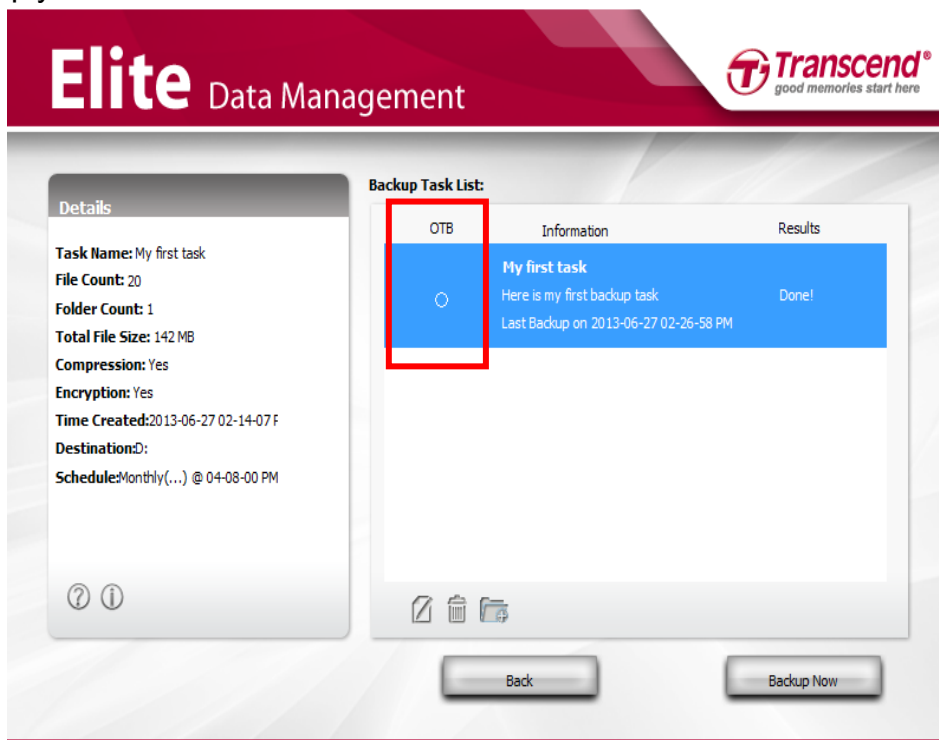 Elite Data Management
Transcend®
good memories start here
Details
Task Name: My first task
File Count: 20
Folder Count: 1
Total File Size: 142 MB
Compression: Yes
Encryption: Yes
Time Created:2013-06-27 02-14-07
Destination:D:
Schedule:Monthly(...) @ 04-08-00 PM
Backup Task List:
OTB Information Results
My first task
Here is my first backup task Done!
Last Backup on 2013-06-27 02-26-58 PM
Back Backup Now